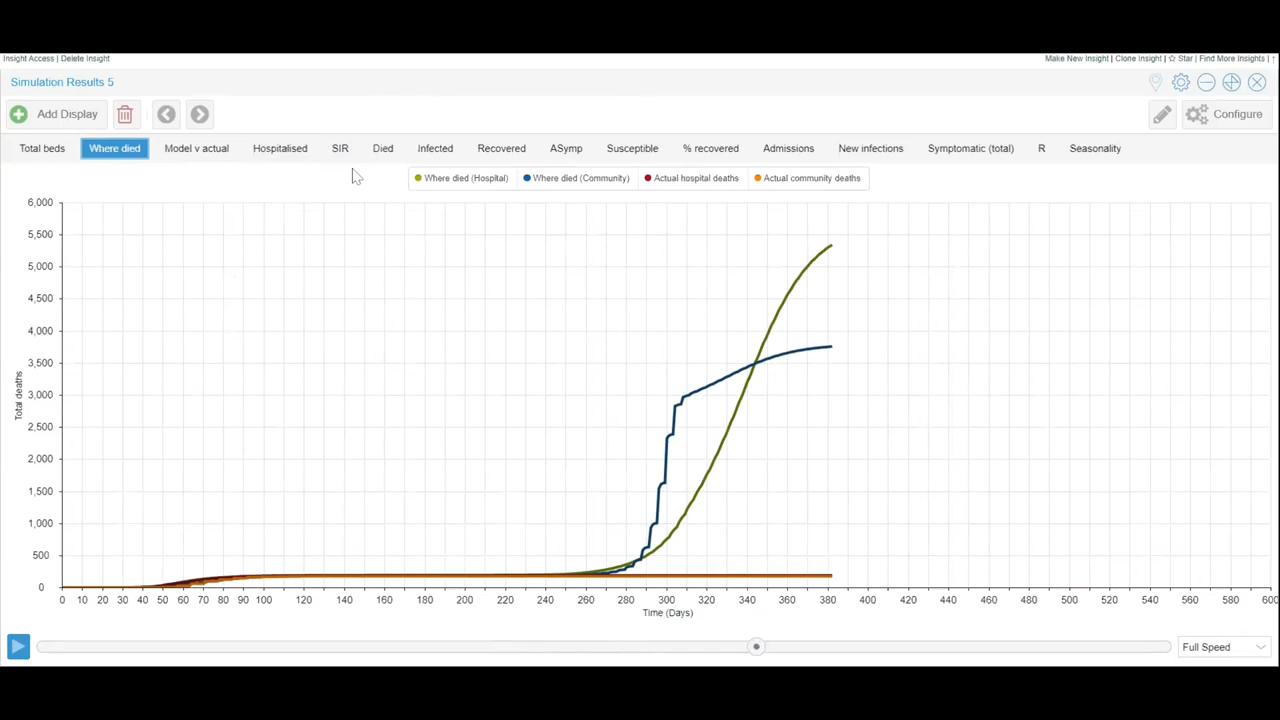 Insight Access | Delete Insight
Make New Insight | Clone Insight | ☆ Star | Find More Insights |
Simulation Results 5
Add Display
Configure
Total beds Where died Model v actual Hospitalised SIR Died Infected Recovered ASymp Susceptible % recovered Admissions New infections Symptomatic (total) R Seasonality
Where died (Hospital) Where died (Community) Actual hospital deaths Actual community deaths
6,000
5,500
5,000
4,500
4,000
3,500
3,000
2,500
2,000
1,500
1,000
500
0
Total deaths
0 10 20 30 40 50 60 70 80 90 100 120 140 160 180 200 220 240 260 280 300 320 340 360 380 400 420 440 460 480 500 520 540 560 580 600
Time (Days)
Full Speed